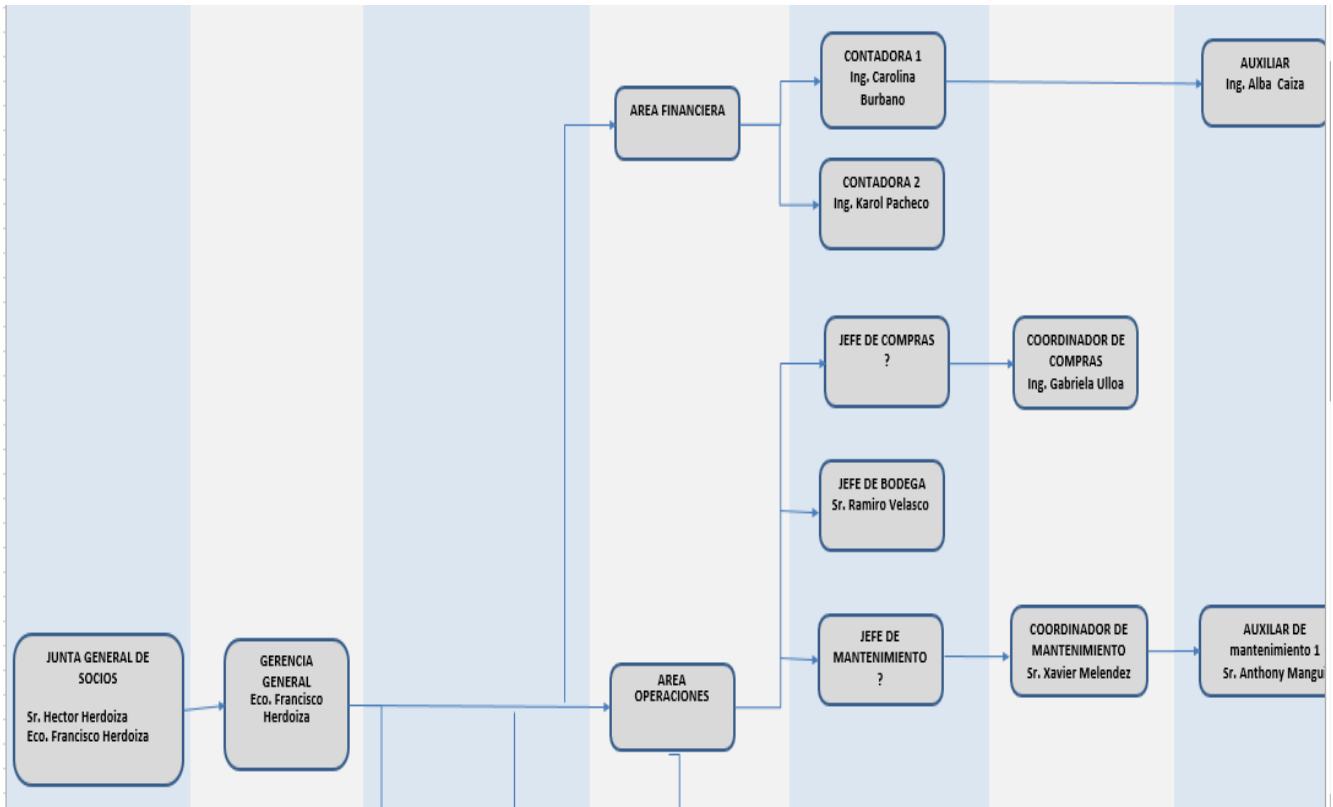 CONTADORA 1
Ing. Carolina
Burbano
AUXILIAR
Ing. Alba Caiza
AREA FINANCIERA
CONTADORA 2
Ing. Karol Pacheco
JEFE DE COMPRAS
?
COORDINADOR DE
COMPRAS
Ing. Gabriela Ulloa
JEFE DE BODEGA
Sr. Ramiro Velasco
JUNTA GENERAL DE
SOCIOS
Sr. Hector Herdoiza
Eco. Francisco Herdoiza
GERENCIA
GENERAL
Eco. Francisco
Herdoiza
AREA
OPERACIONES
JEFE DE
MANTENIMIENTO
?
COORDINADOR DE
MANTENIMIENTO
Sr. Xavier Melendez
AUXILAR DE
mantenimiento 1
Sr. Anthony